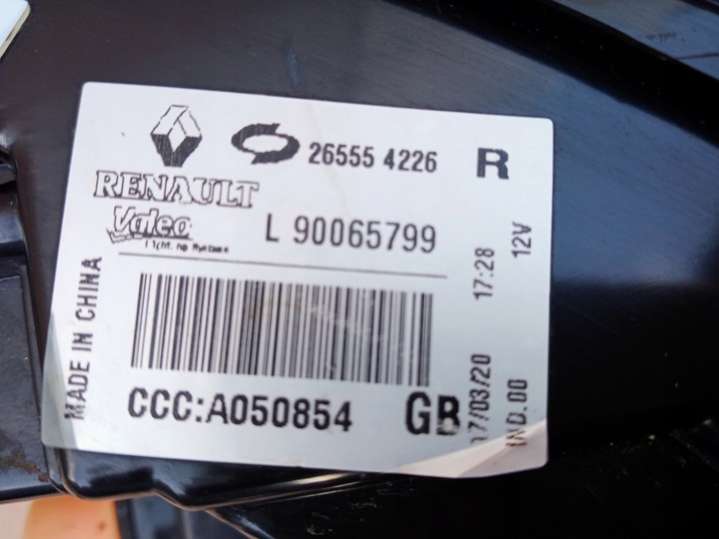 26555 4226 R
RENAULT
Valeo
L 90065799
MADE IN CHINA
CCC:A050854 GB
17/03/20 17:28
IND.00 12V